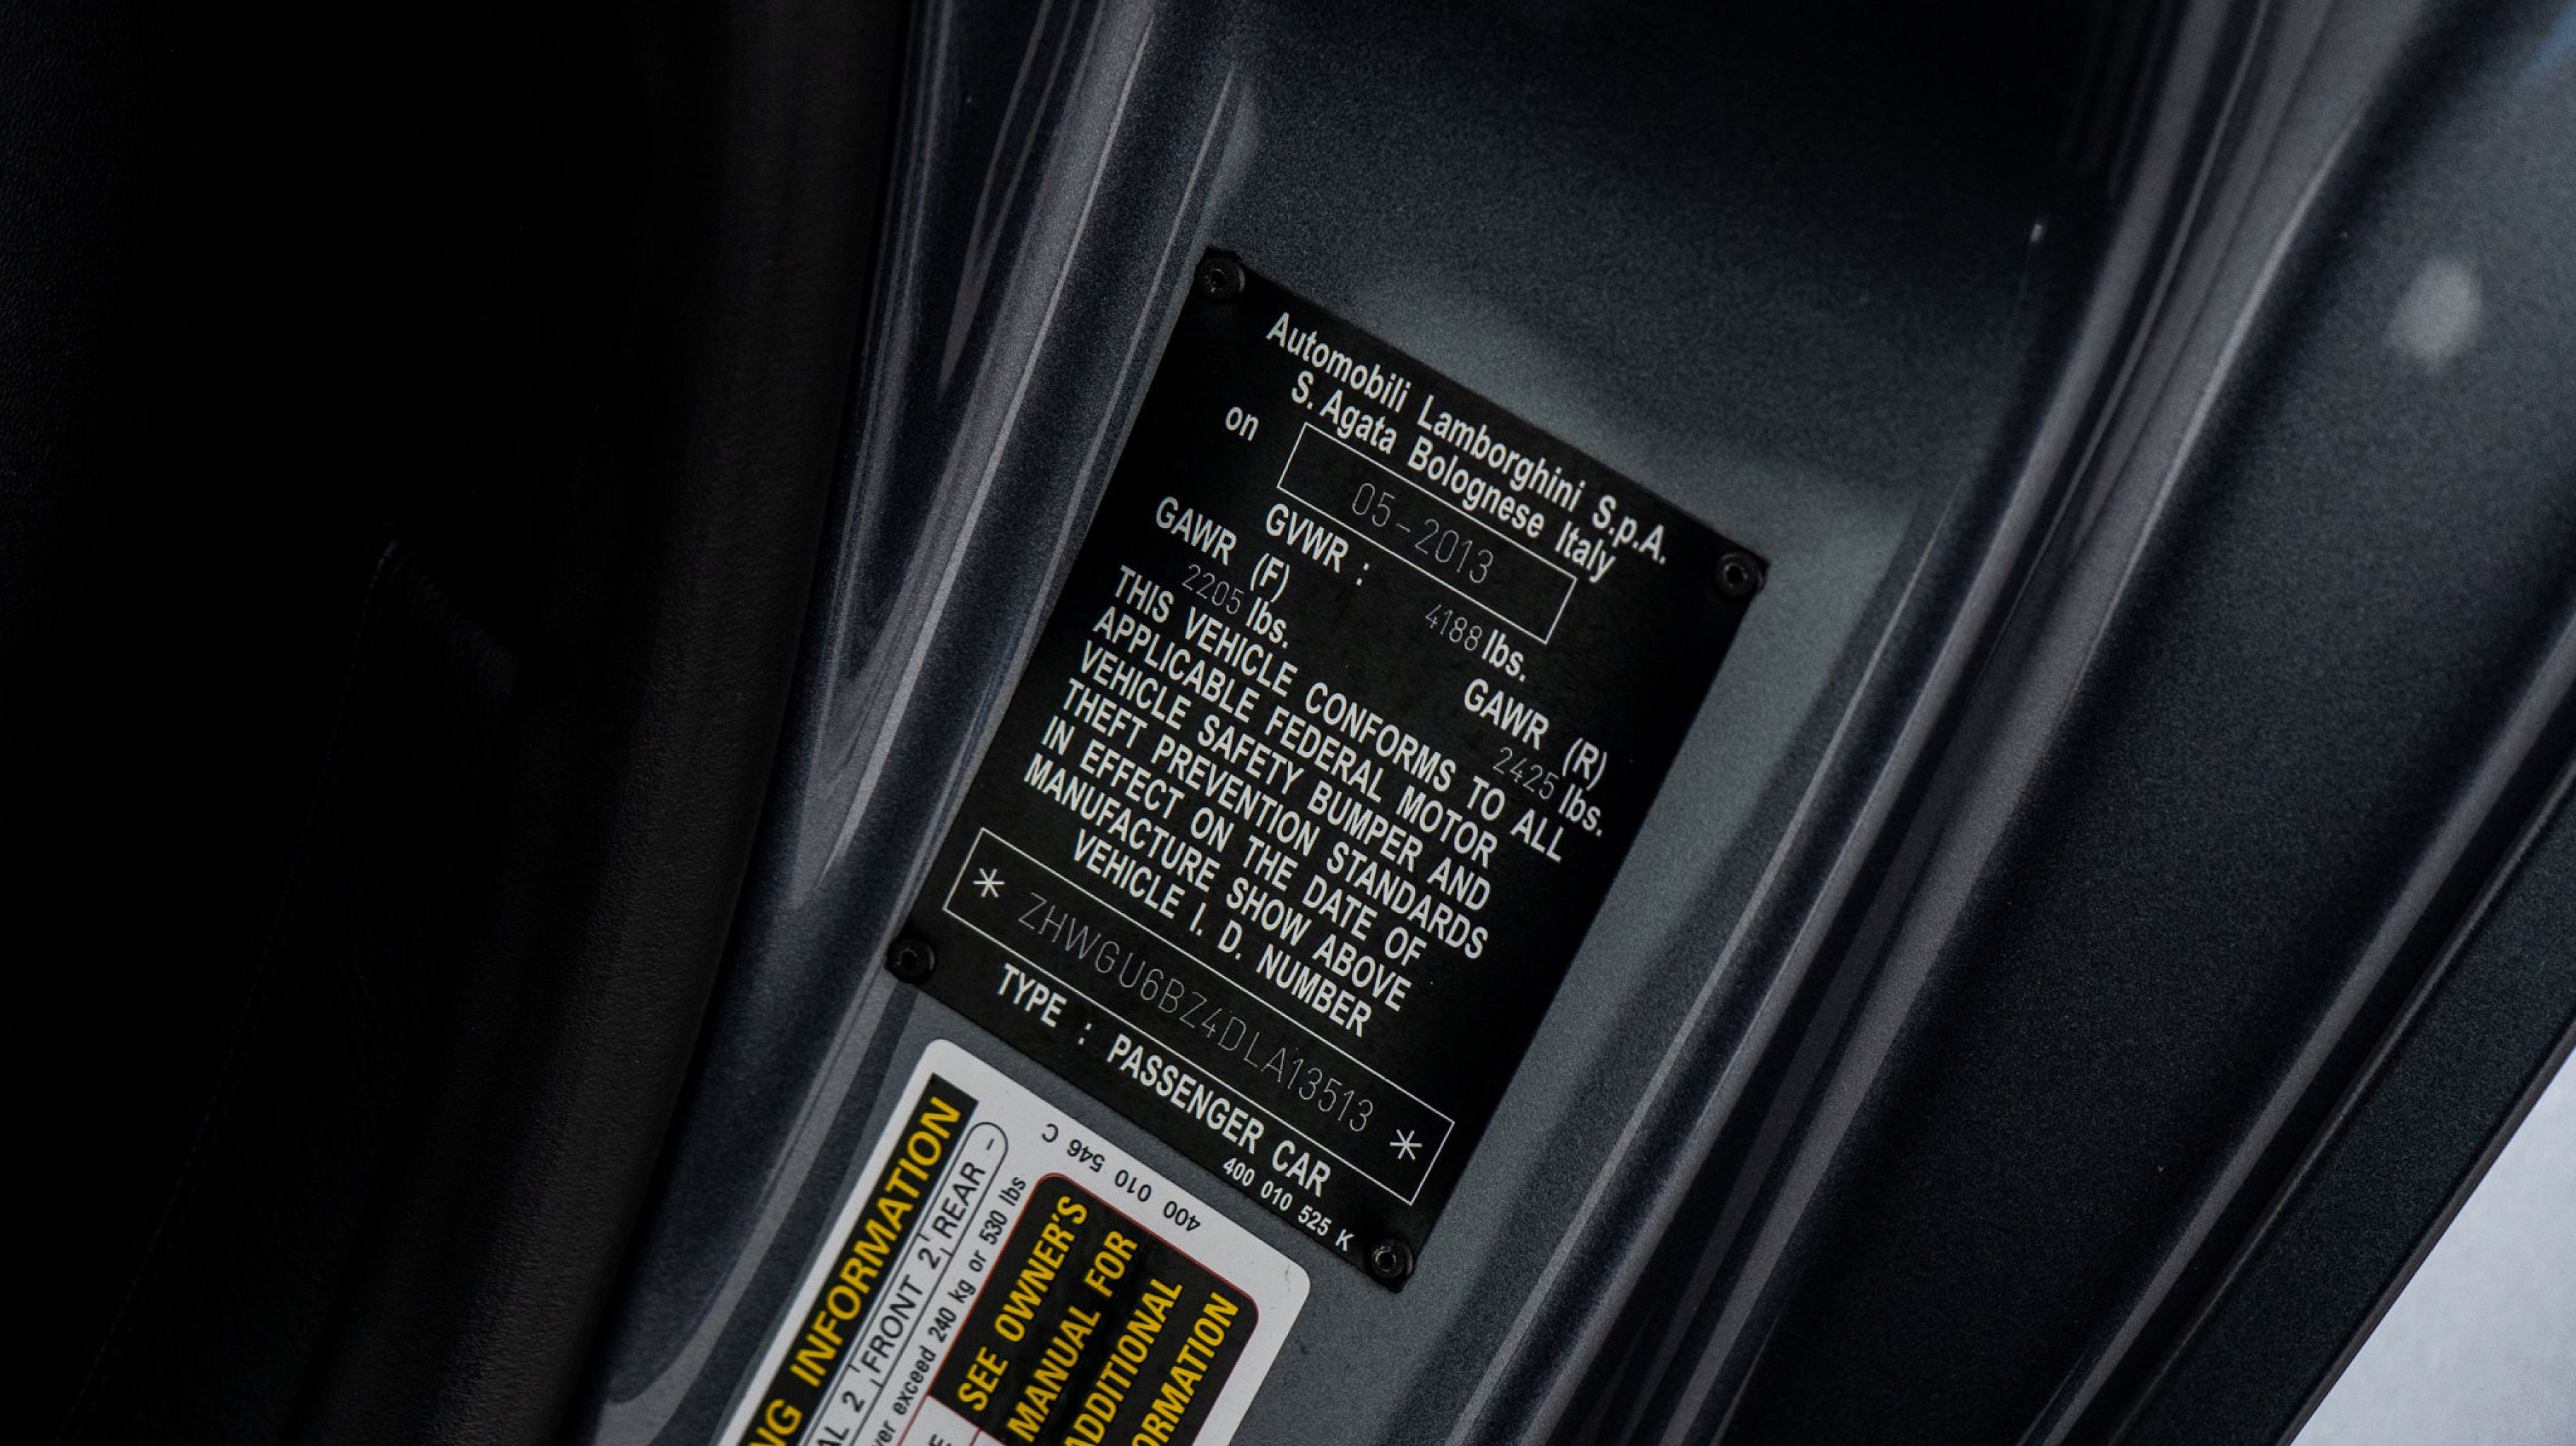 Automobili Lamborghini S.p.A.
S. Agata Bolognese Italy
on 05-2013
GVWR : 4188 lbs.
GAWR (F) GAWR (R)
2205 lbs. 2425 lbs.
THIS VEHICLE CONFORMS TO ALL
APPLICABLE FEDERAL MOTOR
VEHICLE SAFETY BUMPER AND
THEFT PREVENTION STANDARDS
IN EFFECT ON THE DATE OF
MANUFACTURE SHOW ABOVE
VEHICLE I. D. NUMBER
* ZHWGU6BZ4DLA13513 *
TYPE : PASSENGER CAR
400 010 525 K
400 010 546 C
INFORMATION
2 FRONT 2 REAR -
exceed 240 kg or 530 lbs
SEE OWNER'S
MANUAL FOR
ADDITIONAL